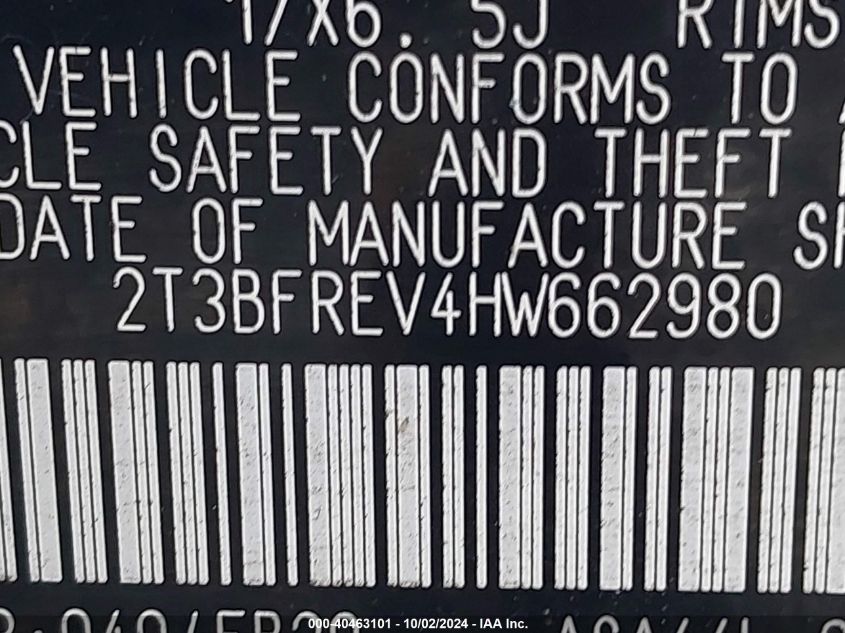 17X6.5J RIMS
VEHICLE CONFORMS TO
CLE SAFETY AND THEFT
DATE OF MANUFACTURE SH
2T3BFREV4HW662980
000-40463101 - 10/02/2024 - IAA Inc.